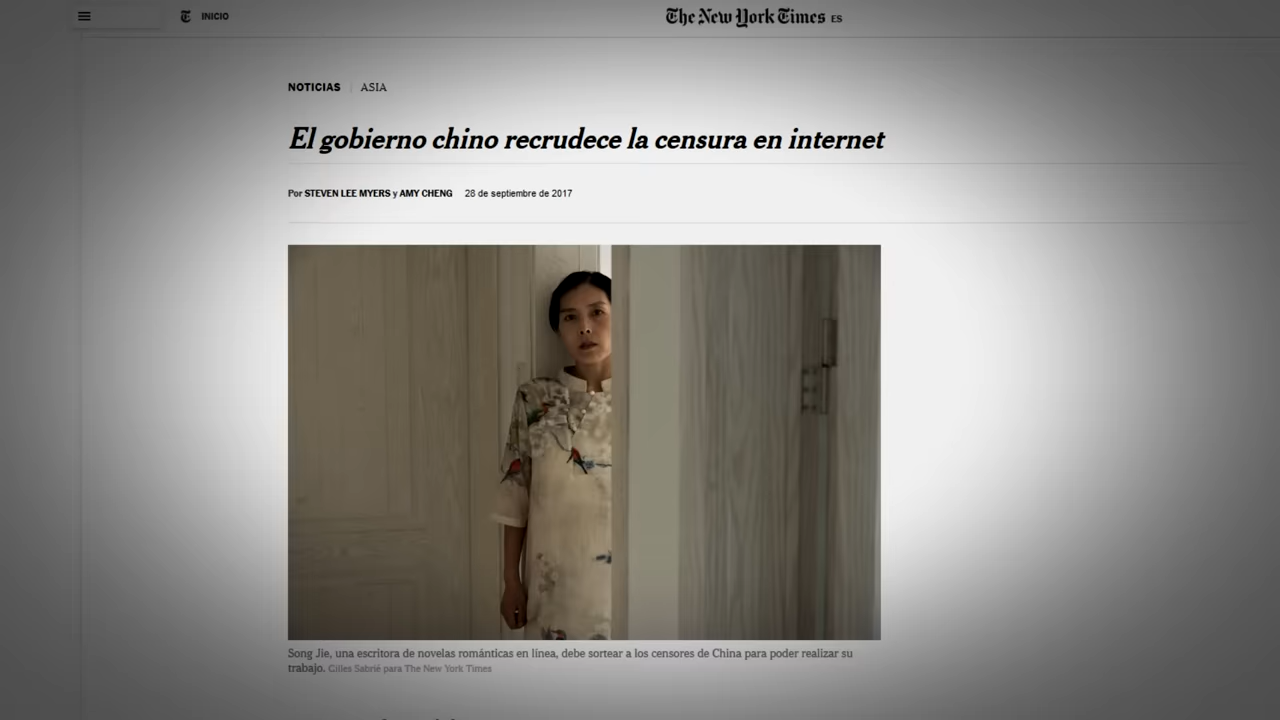 INICIO
The New York Times ES
NOTICIAS ASIA
El gobierno chino recrudece la censura en internet
Por STEVEN LEE MYERS y AMY CHENG 28 de septiembre de 2017
Song Jie, una escritora de novelas románticas en línea, debe sortear a los censores de China para poder realizar su
trabajo. Gilles Sabrié para The New York Times